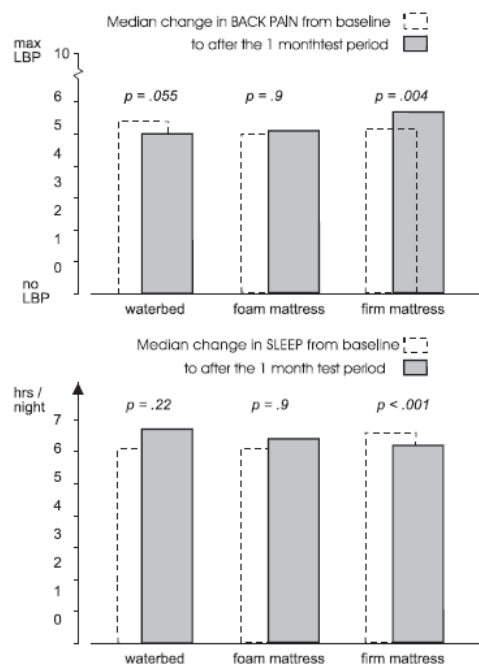 Median change in BACK PAIN from baseline
to after the 1 monthtest period
max
LBP
10
6
5
4
3
2
1
0
no
LBP
p = .055
p = .9
p = .004
waterbed
foam mattress
firm mattress
Median change in SLEEP from baseline
to after the 1 month test period
hrs /
night
7
6
5
4
3
2
1
0
p = .22
p = .9
p < .001
waterbed
foam mattress
firm mattress